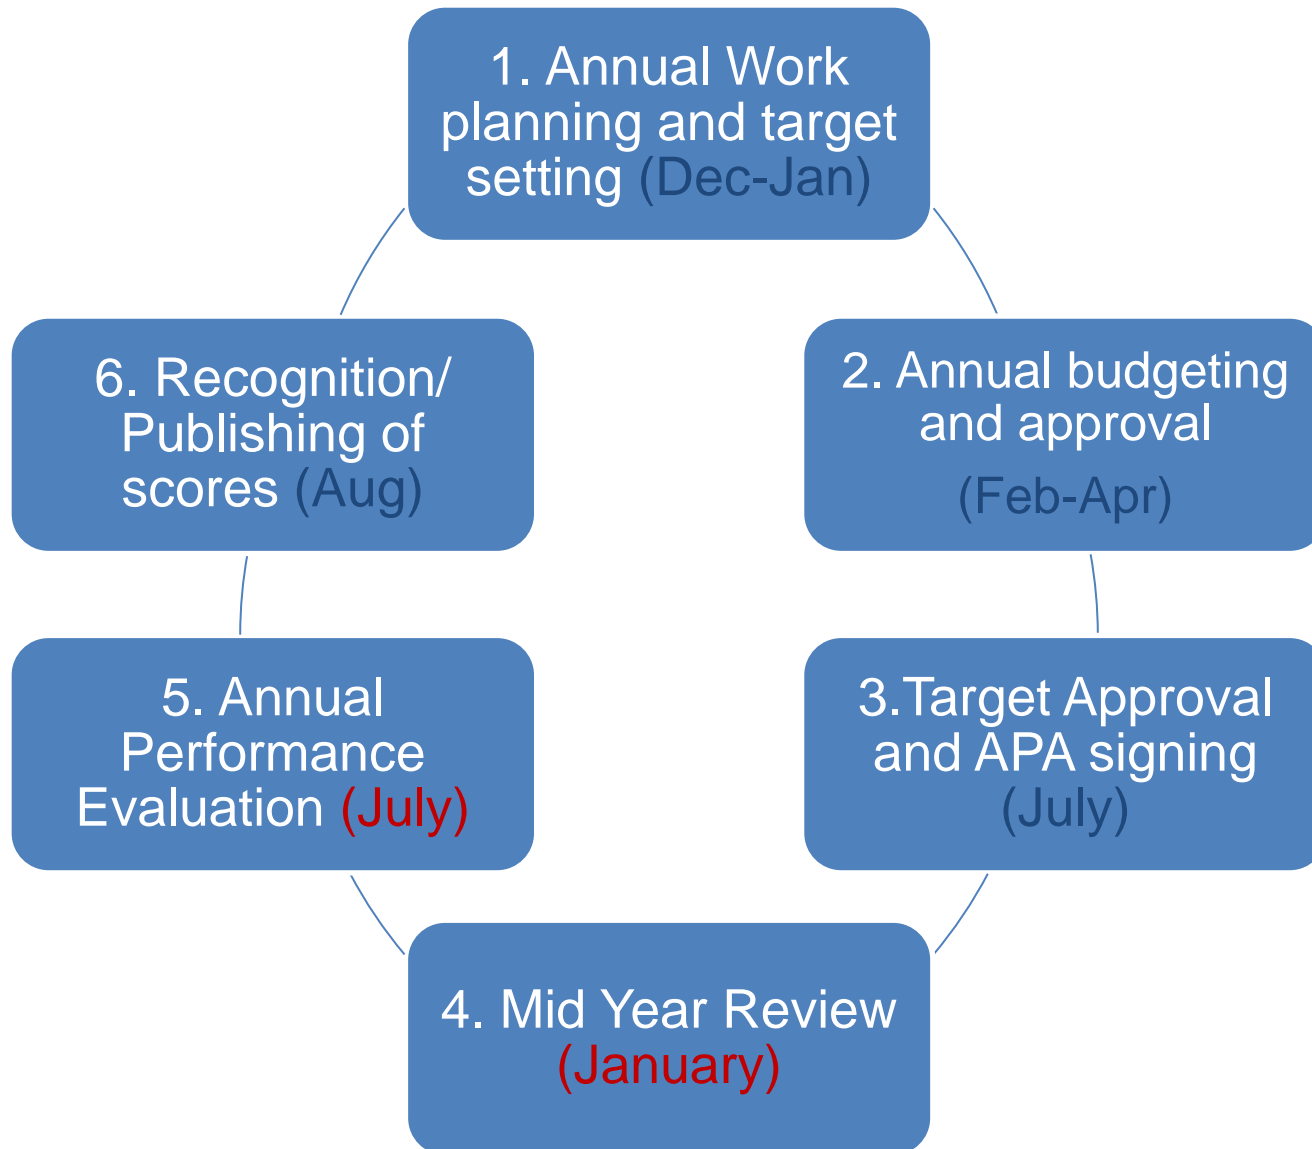 1. Annual Work
planning and target
setting (Dec-Jan)
2. Annual budgeting
and approval
(Feb-Apr)
3.Target Approval
and APA signing
(July)
4. Mid Year Review
(January)
5. Annual
Performance
Evaluation (July)
6. Recognition/
Publishing of
scores (Aug)